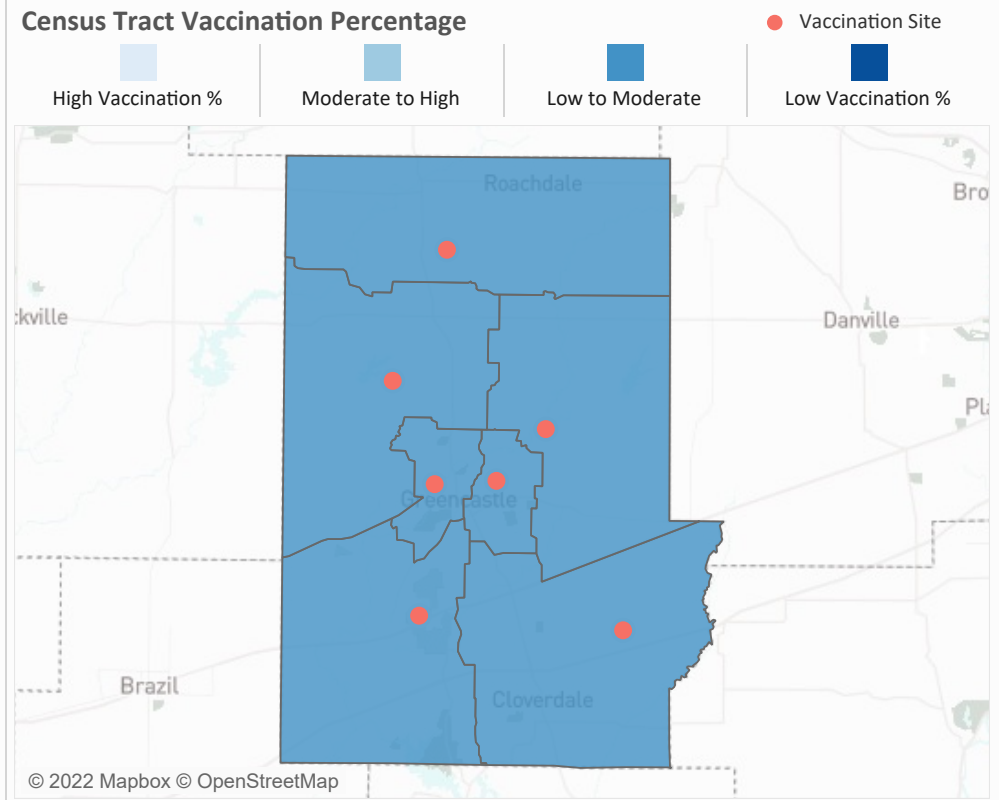 Census Tract Vaccination Percentage
Vaccination Site
High Vaccination %
Moderate to High
Low to Moderate
Low Vaccination %
Roachdale
Bro
kville
Danville
Pla
Greencastle
Brazil
Cloverdale
© 2022 Mapbox © OpenStreetMap